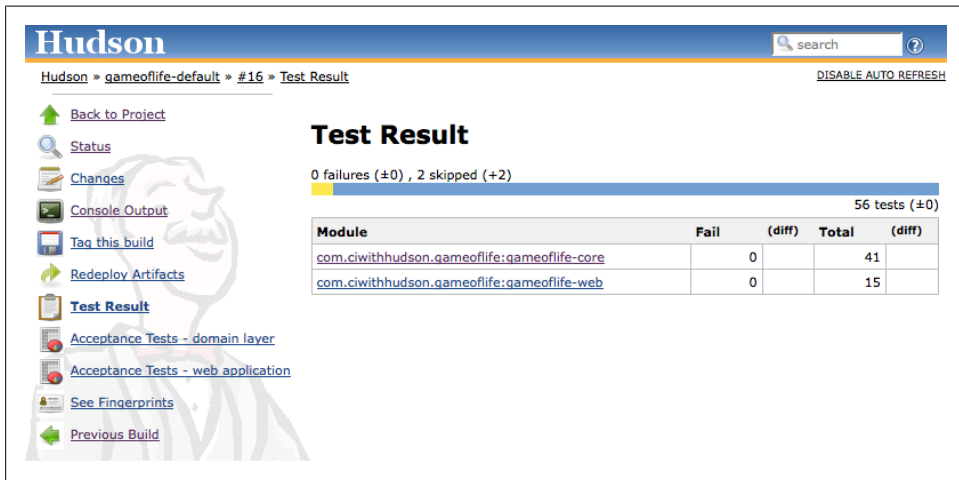 Hudson
search
Hudson » gameoflife-default » #16 » Test Result
DISABLE AUTO REFRESH
Back to Project
Status
Changes
Console Output
Tag this build
Redeploy Artifacts
Test Result
Acceptance Tests - domain layer
Acceptance Tests - web application
See Fingerprints
Previous Build
Test Result
0 failures (±0) , 2 skipped (+2)
56 tests (±0)
Module Fail (diff) Total (diff)
com.ciwithhudson.gameoflife:gameoflife-core 0 41
com.ciwithhudson.gameoflife:gameoflife-web 0 15